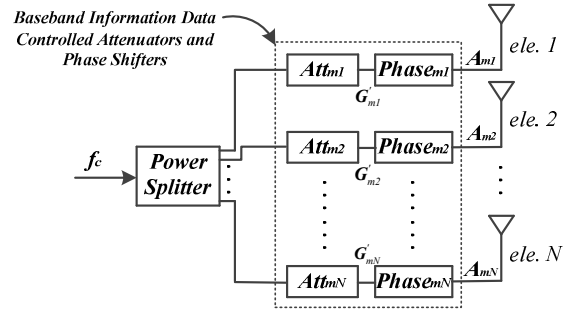 Baseband Information Data
Controlled Attenuators and
Phase Shifters
Attm1
Phasem1
Am1
ele. 1
G'm1
Attm2
Phasem2
Am2
ele. 2
G'm2
fc
Power
Splitter
G'mN
AttmN
PhasemN
AmN
ele. N